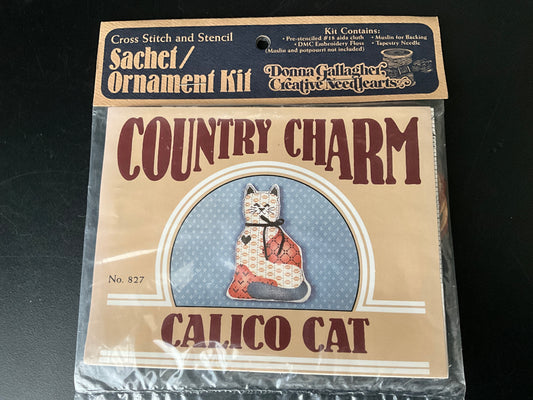 Cross Stitch and Stencil
Sachet/
Ornament Kit
Kit Contains:
• Pre-stenciled #18 aida cloth
• Muslin for Backing
• DMC Embroidery Floss
• Tapestry Needle
(Muslin and potpourri not included)
Donna Gallagher
Creative NeedHearts
COUNTRY CHARM
No. 827
CALICO CAT